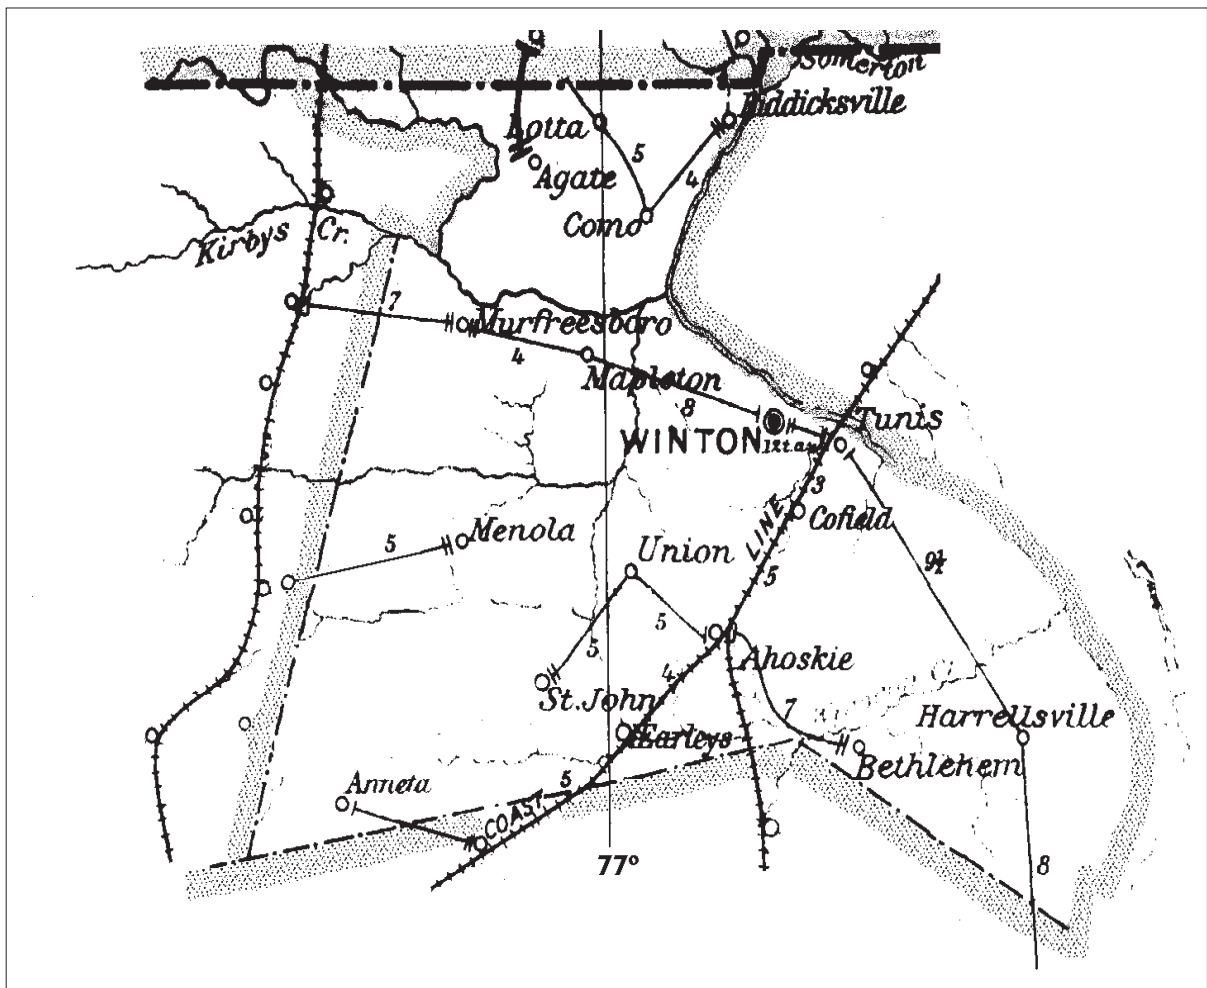 Somerton
Riddicksville
Lotta
5
Agate
4
Como
Kirbys Cr.
7
Murfreesboro
4
Mapleton
8
Tunis
WINTON
3
LINE
Cofield
Menola
5
Union
9½
5
5
5
Ahoskie
4
St. John
7
Harrellsville
Earleys
Bethlehem
Anneta
5
COAST
77°
8